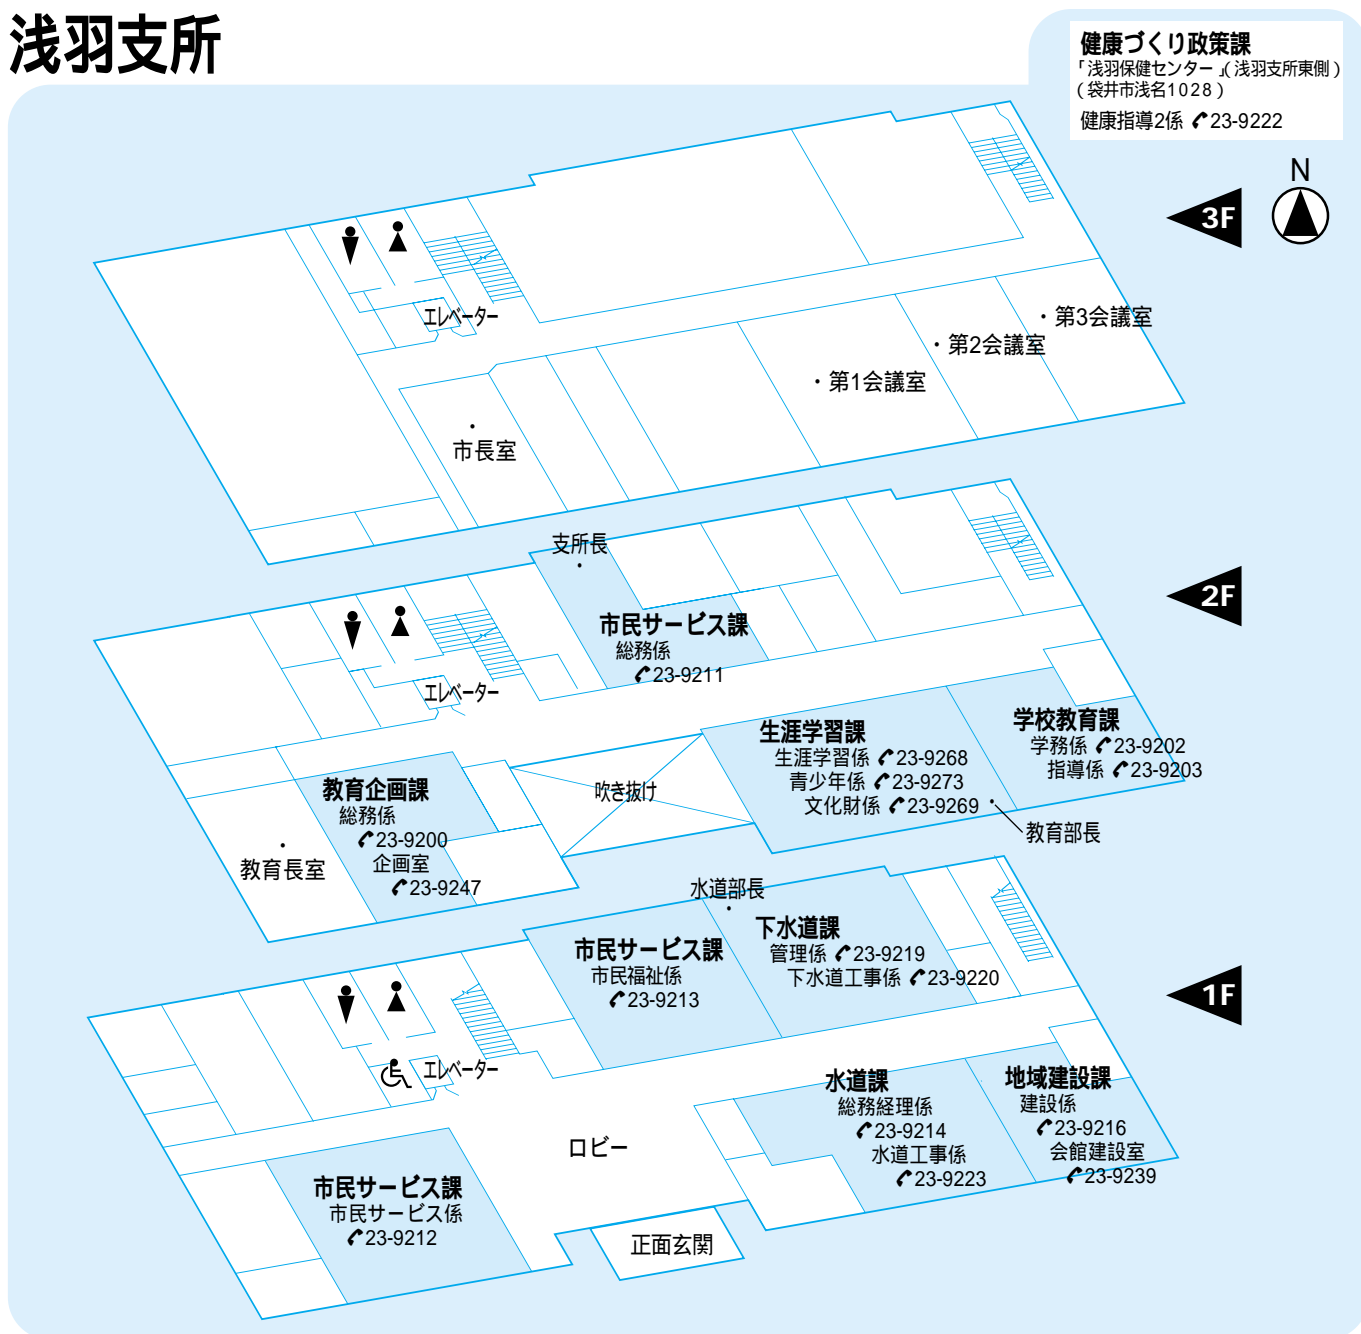 浅羽支所
健康づくり政策課
「浅羽保健センター」(浅羽支所東側)
(袋井市浅名1028)
健康指導2係 23-9222
N
3F
エレベーター
・第3会議室
・第2会議室
・第1会議室
市長室
2F
支所長
市民サービス課
総務係
23-9211
エレベーター
生涯学習課
生涯学習係 23-9268
青少年係 23-9273
文化財係 23-9269
学校教育課
学務係 23-9202
指導係 23-9203
教育部長
吹き抜け
教育企画課
総務係
23-9200
企画室
23-9247
教育長室
1F
水道部長
下水道課
管理係 23-9219
下水道工事係 23-9220
市民サービス課
市民福祉係
23-9213
エレベーター
水道課
総務経理係
23-9214
水道工事係
23-9223
地域建設課
建設係
23-9216
会館建設室
23-9239
ロビー
市民サービス課
市民サービス係
23-9212
正面玄関